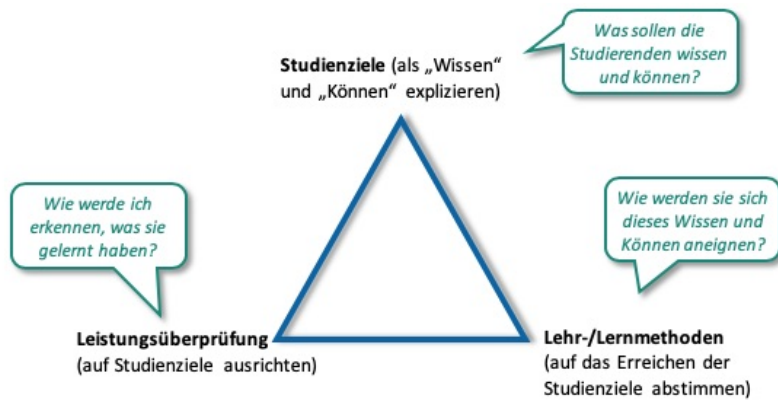 Was sollen die
Studierenden wissen
und können?
Studienziele (als „Wissen“
und „Können“ explizieren)
Wie werde ich
erkennen, was sie
gelernt haben?
Wie werden sie sich
dieses Wissen und
Können aneignen?
Leistungsüberprüfung
(auf Studienziele ausrichten)
Lehr-/Lernmethoden
(auf das Erreichen der
Studienziele abstimmen)